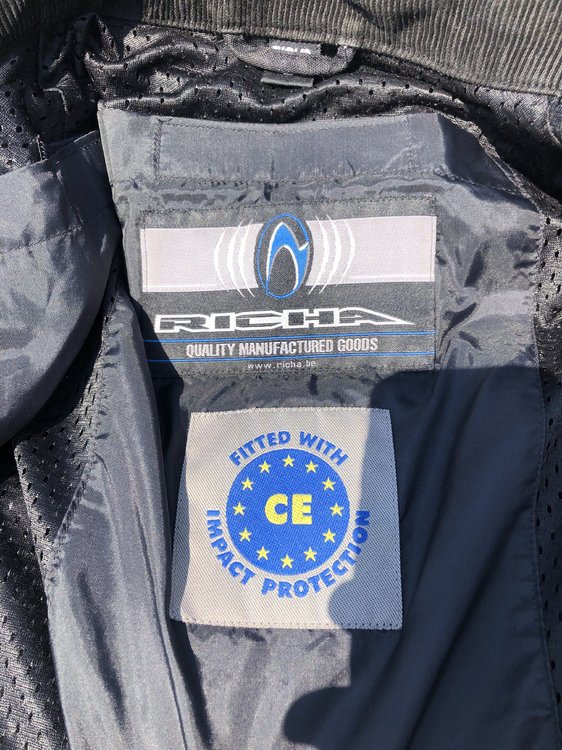 RICHA
QUALITY MANUFACTURED GOODS
www.richa.be
FITTED WITH
CE
IMPACT PROTECTION